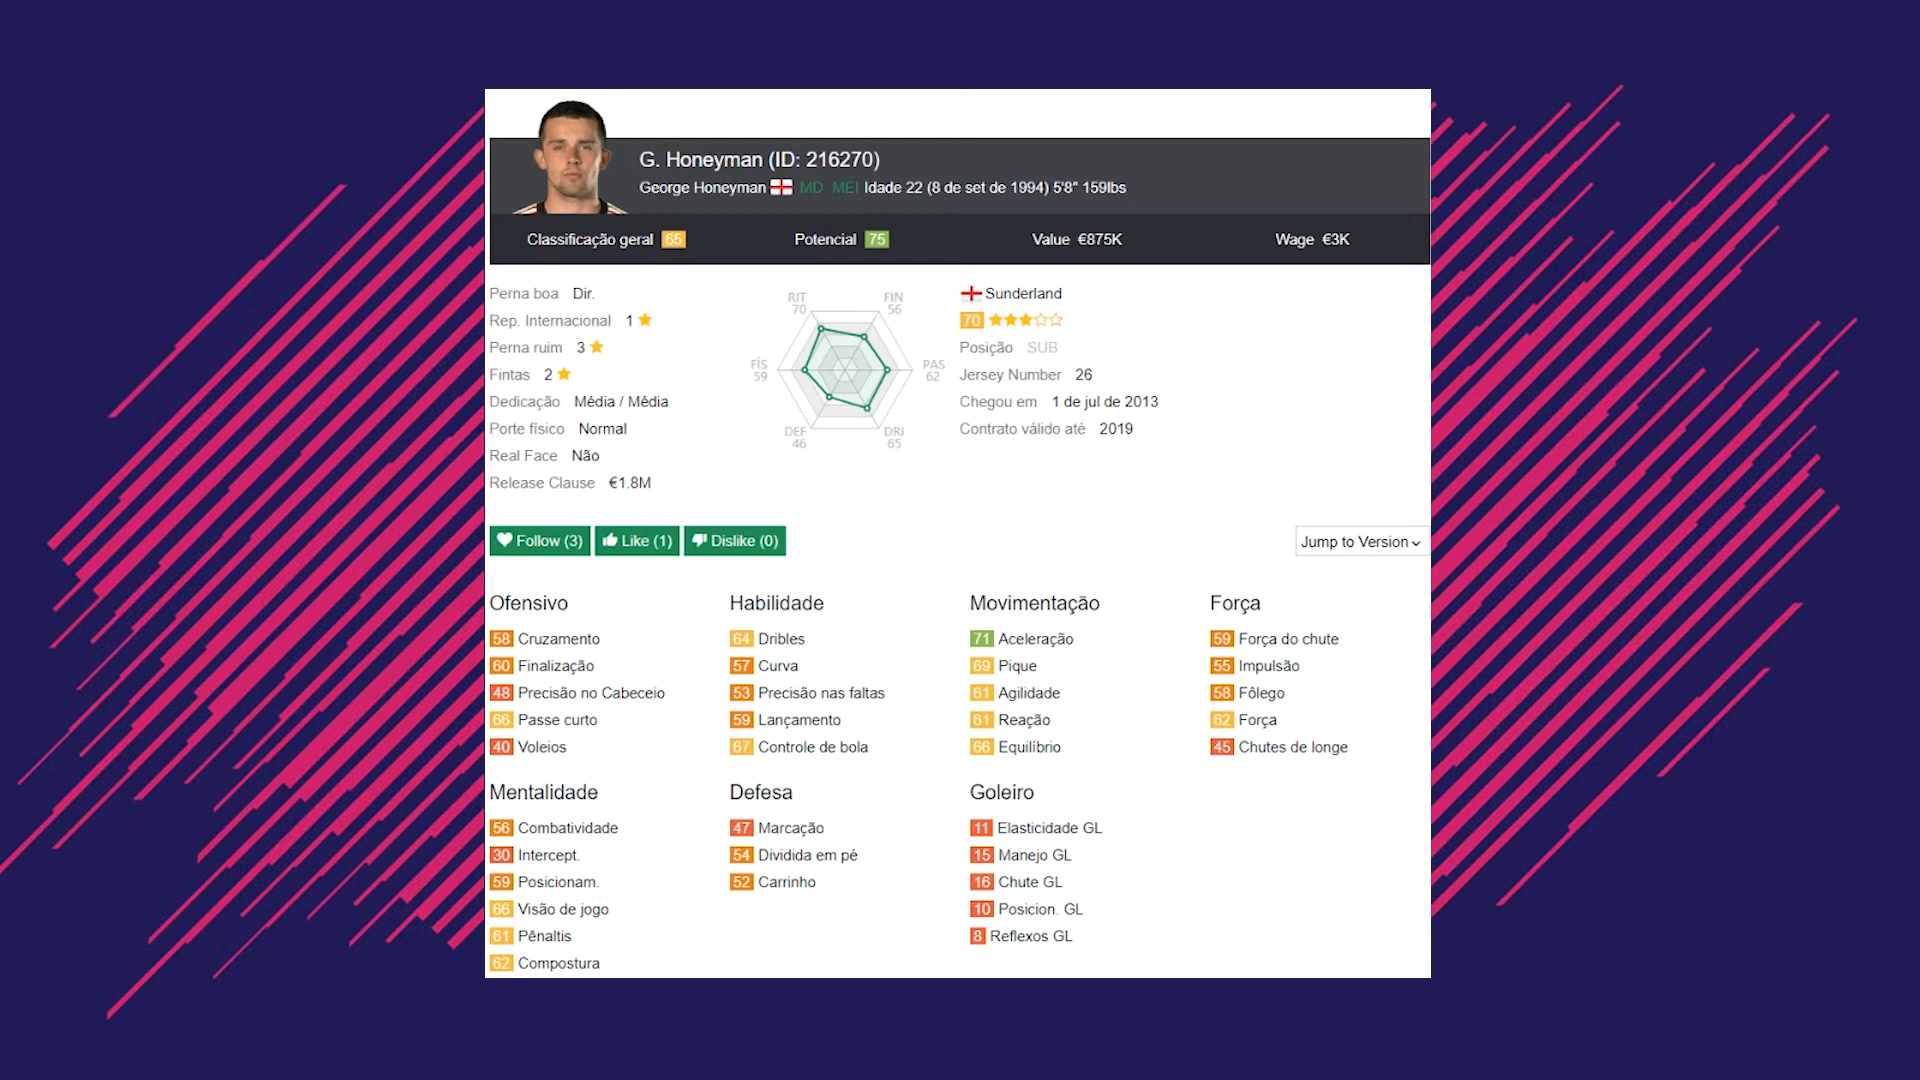 G. Honeyman (ID: 216270)
George Honeyman MD MEI Idade 22 (8 de set de 1994) 5'8" 159lbs
Classificação geral 65 Potencial 75 Value €875K Wage €3K
Perna boa Dir.
Rep. Internacional 1
Perna ruim 3
Fintas 2
Dedicação Média / Média
Porte físico Normal
Real Face Não
Release Clause €1.8M
RIT
70
FIN
56
FÍS
59
PAS
62
DEF
46
DRI
65
Sunderland
70
Posição SUB
Jersey Number 26
Chegou em 1 de jul de 2013
Contrato válido até 2019
Follow (3) Like (1) Dislike (0) Jump to Version
Ofensivo
58 Cruzamento
60 Finalização
48 Precisão no Cabeceio
66 Passe curto
40 Voleios
Habilidade
64 Dribles
57 Curva
53 Precisão nas faltas
59 Lançamento
67 Controle de bola
Movimentação
71 Aceleração
69 Pique
61 Agilidade
61 Reação
66 Equilíbrio
Força
59 Força do chute
55 Impulsão
58 Fôlego
62 Força
45 Chutes de longe
Mentalidade
56 Combatividade
30 Intercept.
59 Posicionam.
66 Visão de jogo
61 Pênaltis
62 Compostura
Defesa
47 Marcação
54 Dividida em pé
52 Carrinho
Goleiro
11 Elasticidade GL
15 Manejo GL
16 Chute GL
10 Posicion. GL
8 Reflexos GL